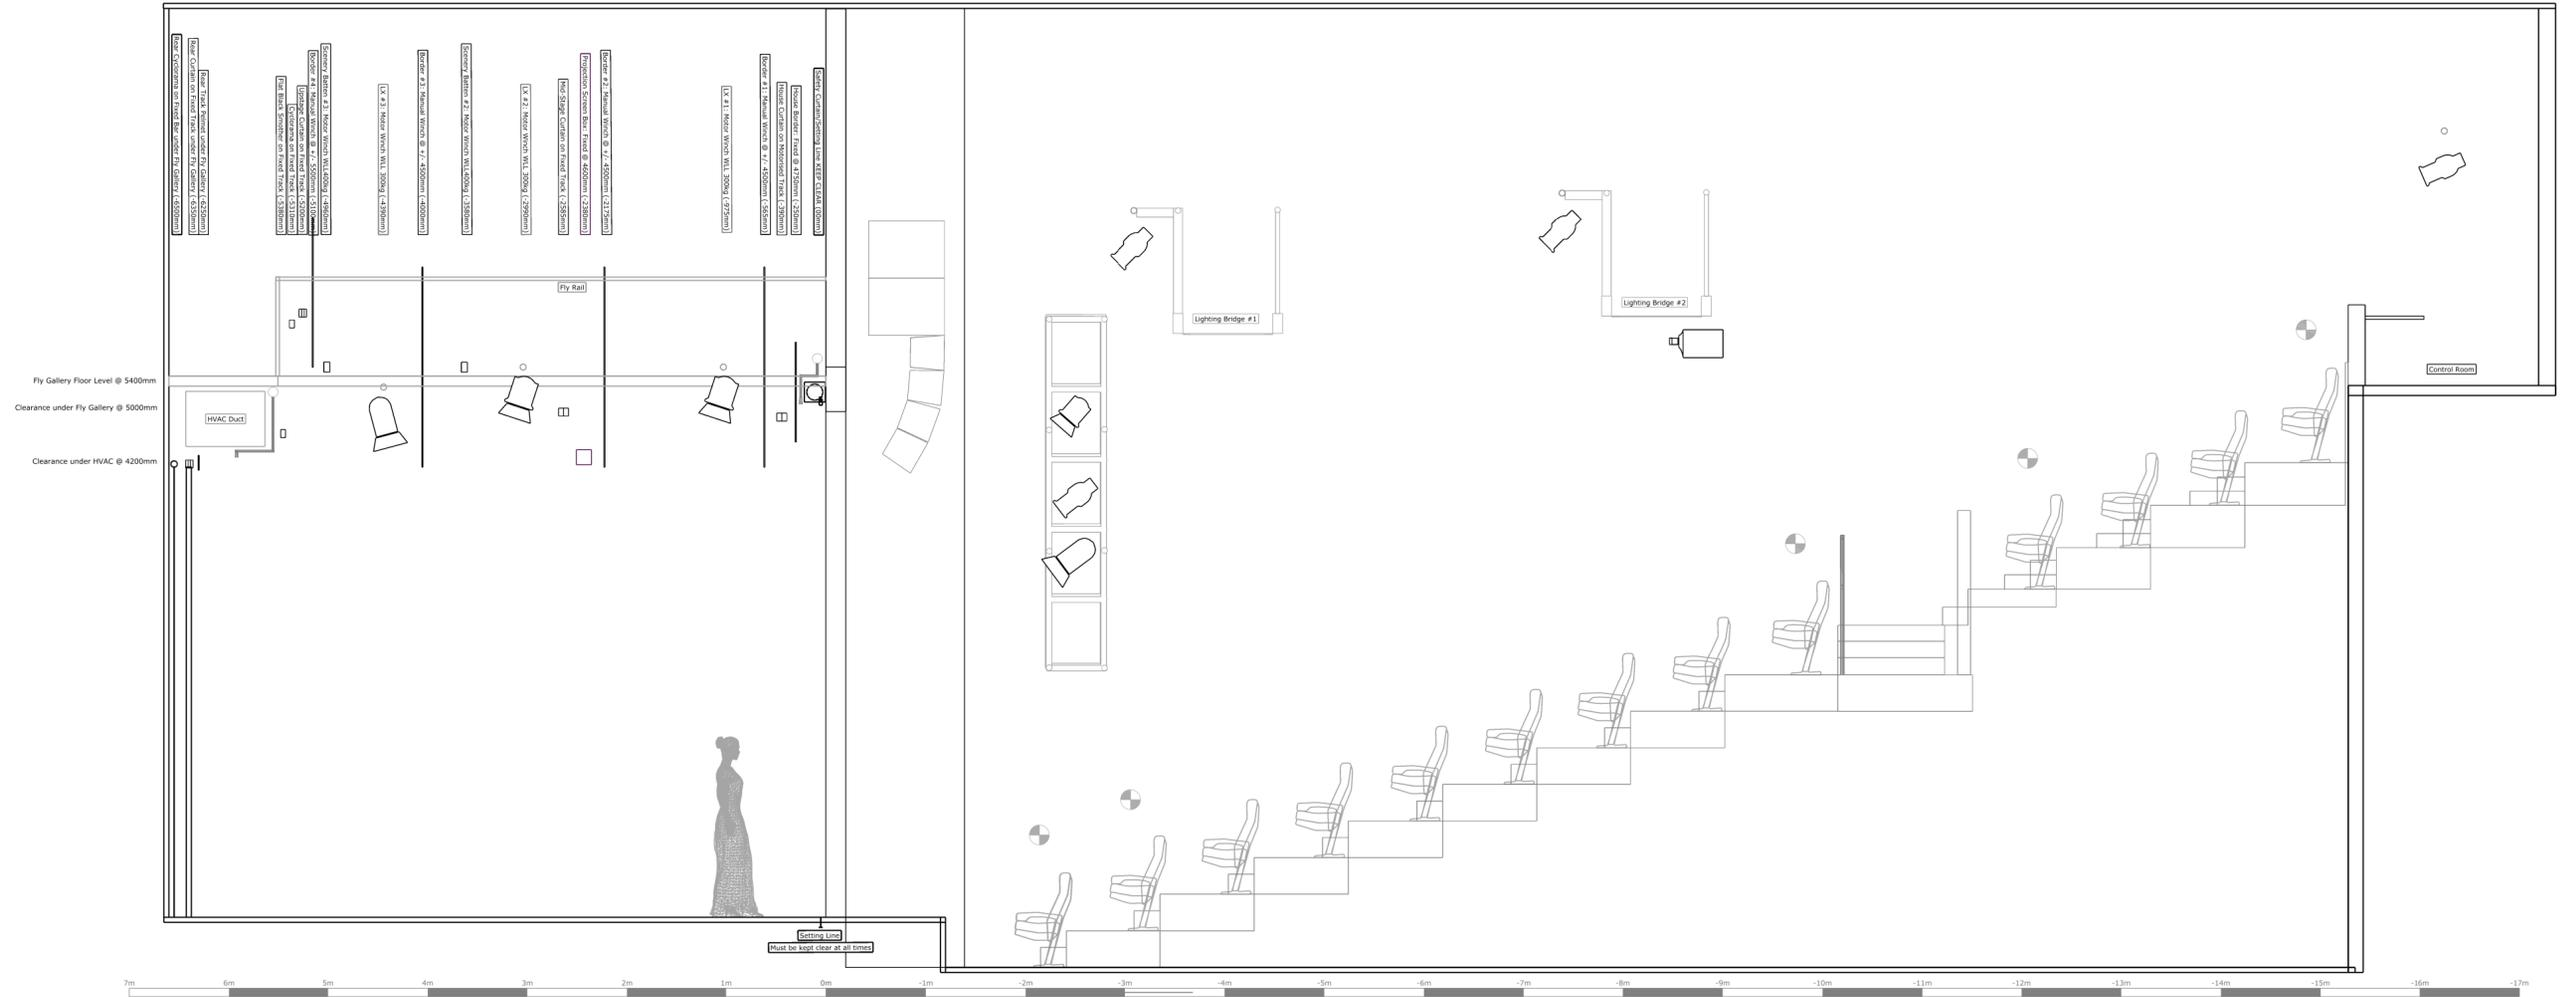 Rear Cyclorama on Fixed Bar under Fly Gallery (-6500mm)
Rear Curtain on Fixed Track under Fly Gallery (-6350mm)
Rear Track Pelmet under Fly Gallery (-6250mm)
Flat Black Smother on Fixed Track (-5380mm)
Cyclorama on Fixed Track (-5310mm)
Upstage Curtain on Fixed Track (-5200mm)
Border #4: Manual Winch @ +/- 5500mm (-5100
Scenery Batten #3: Motor Winch WLL400kg (-4960mm)
LX #3: Motor Winch WLL 300kg (-4390mm)
Border #3: Manual Winch @ +/- 4500mm (-4000mm)
Scenery Batten #2: Motor Winch WLL400kg (-3580mm)
LX #2: Motor Winch WLL 300kg (-2990mm)
Mid-Stage Curtain on Fixed Track (-2585mm)
Projection Screen Box: Fixed @ 4600mm (-2380mm)
Border #2: Manual Winch @ +/- 4500mm (-2175mm)
LX #1: Motor Winch WLL 300kg (-975mm)
Border #1: Manual Winch @ +/- 4500mm (-565mm)
House Curtain on Motorised Track (-390mm)
House Border: Fixed @ 4750mm (-250mm)
Safety Curtain/Setting Line KEEP CLEAR (00mm)
Fly Rail
Lighting Bridge #1
Lighting Bridge #2
Control Room
Fly Gallery Floor Level @ 5400mm
Clearance under Fly Gallery @ 5000mm
HVAC Duct
Clearance under HVAC @ 4200mm
Setting Line
Must be kept clear at all times
7m 6m 5m 4m 3m 2m 1m 0m -1m -2m -3m -4m -5m -6m -7m -8m -9m -10m -11m -12m -13m -14m -15m -16m -17m